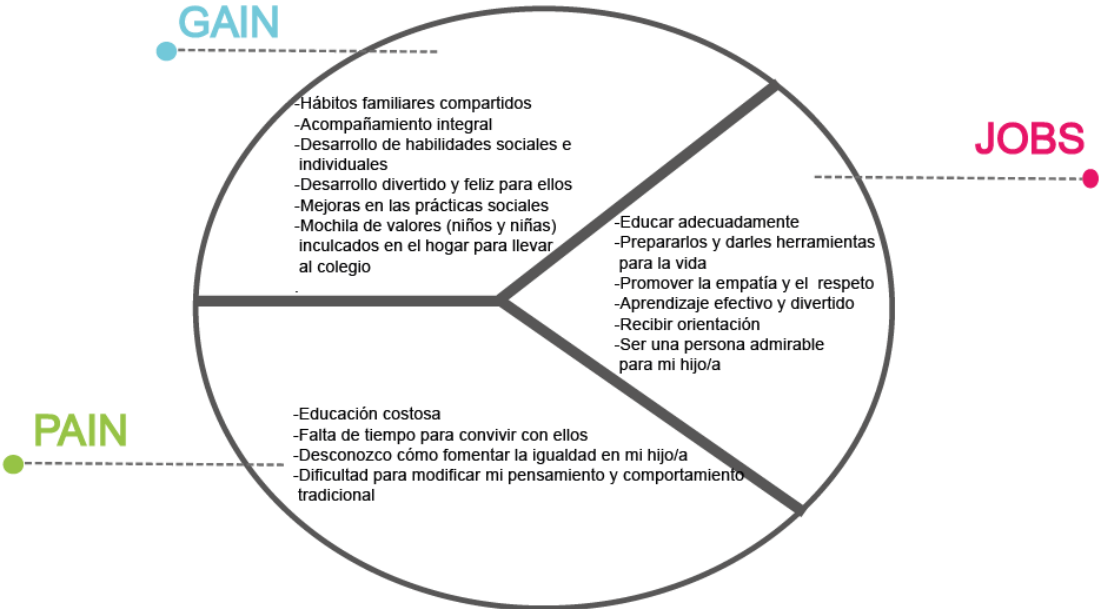 GAIN
-Hábitos familiares compartidos
-Acompañamiento integral
-Desarrollo de habilidades sociales e
individuales
-Desarrollo divertido y feliz para ellos
-Mejoras en las prácticas sociales
-Mochila de valores (niños y niñas)
inculcados en el hogar para llevar
al colegio
.
JOBS
-Educar adecuadamente
-Prepararlos y darles herramientas
para la vida
-Promover la empatía y el respeto
-Aprendizaje efectivo y divertido
-Recibir orientación
-Ser una persona admirable
para mi hijo/a
PAIN
-Educación costosa
-Falta de tiempo para convivir con ellos
-Desconozco cómo fomentar la igualdad en mi hijo/a
-Dificultad para modificar mi pensamiento y comportamiento
tradicional